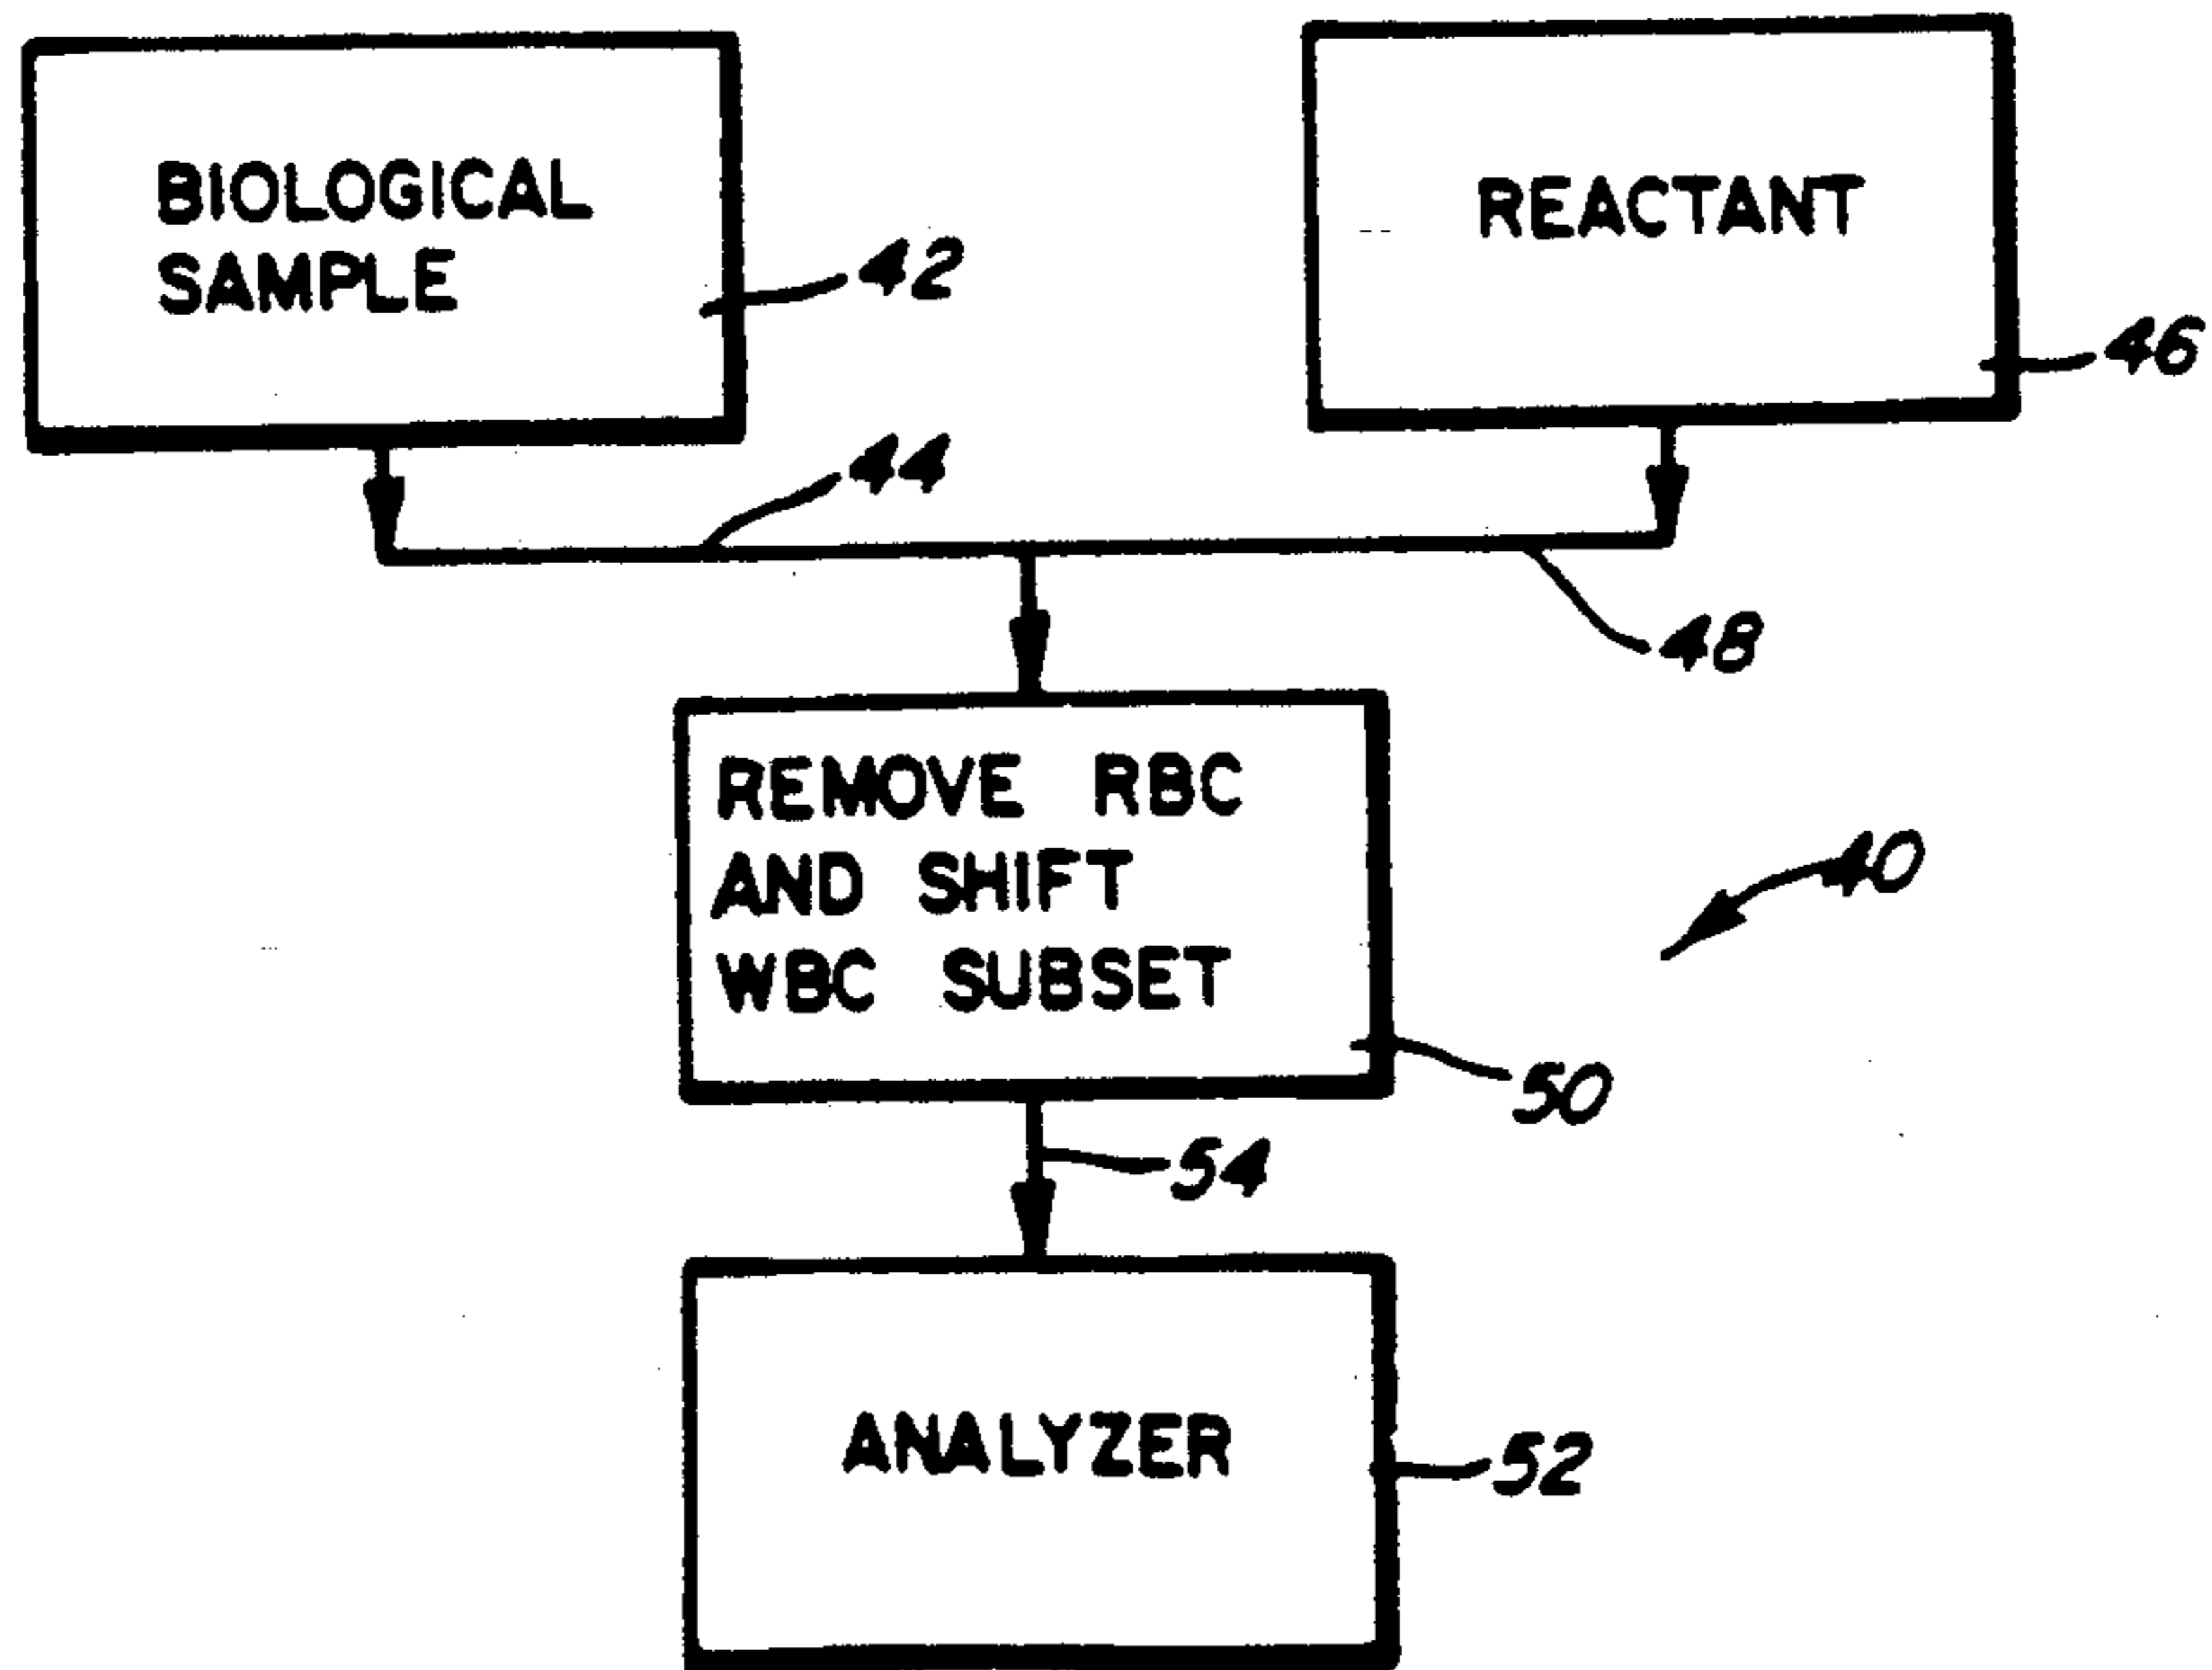 BIOLOGICAL
SAMPLE
42
REACTANT
46
44
48
REMOVE RBC
AND SHIFT
WBC SUBSET
40
50
54
ANALYZER
52